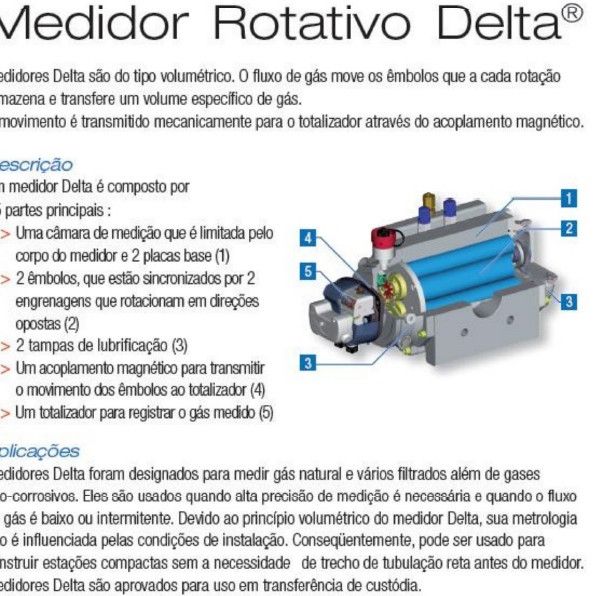 Medidor Rotativo Delta®
edidores Delta são do tipo volumétrico. O fluxo de gás move os êmbolos que a cada rotação
mazena e transfere um volume específico de gás.
movimento é transmitido mecanicamente para o totalizador através do acoplamento magnético.
escrição
m medidor Delta é composto por
5 partes principais :
> Uma câmara de medição que é limitada pelo
corpo do medidor e 2 placas base (1)
> 2 êmbolos, que estão sincronizados por 2
engrenagens que rotacionam em direções
opostas (2)
> 2 tampas de lubrificação (3)
> Um acoplamento magnético para transmitir
o movimento dos êmbolos ao totalizador (4)
> Um totalizador para registrar o gás medido (5)
1
2
4
5
3
3
plicações
edidores Delta foram designados para medir gás natural e vários filtrados além de gases
o-corrosivos. Eles são usados quando alta precisão de medição é necessária e quando o fluxo
gás é baixo ou intermitente. Devido ao princípio volumétrico do medidor Delta, sua metrologia
o é influenciada pelas condições de instalação. Conseqüentemente, pode ser usado para
nstruir estações compactas sem a necessidade de trecho de tubulação reta antes do medidor.
edidores Delta são aprovados para uso em transferência de custódia.